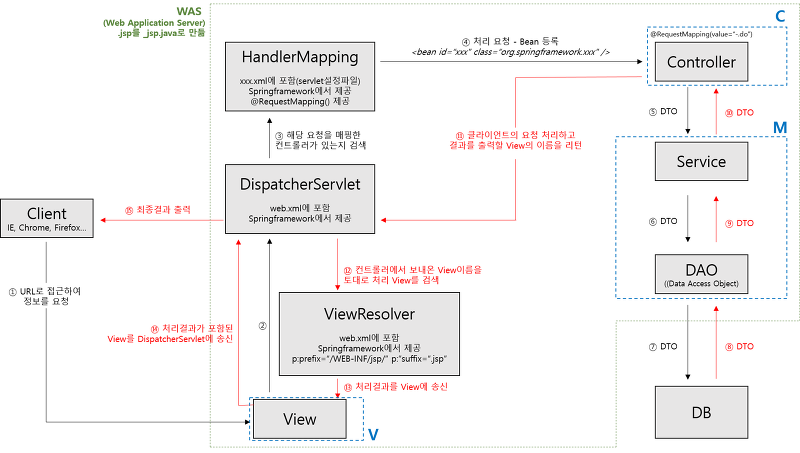 WAS
(Web Application Server)
.jsp를 _jsp.java로 만듦
C
HandlerMapping
xxx.xml에 포함(servlet설정파일)
Springframework에서 제공
@RequestMapping() 제공
④ 처리 요청 - Bean 등록
<bean id="xxx" class="org.springframework.xxx" />
@RequestMapping(value="-.do")
Controller
⑤ DTO
⑩ DTO
③ 해당 요청을 매핑한
컨트롤러가 있는지 검색
⑪ 클라이언트의 요청 처리하고
결과를 출력할 View의 이름을 리턴
M
Service
DispatcherServlet
web.xml에 포함
Springframework에서 제공
Client
IE, Chrome, Firefox...
⑮ 최종결과 출력
⑥ DTO
⑨ DTO
⑫ 컨트롤러에서 보내온 View이름을
토대로 처리 View를 검색
DAO
((Data Access Object)
① URL로 접근하여
정보를 요청
⑭ 처리결과가 포함된
View를 DispatcherServlet에 송신
②
ViewResolver
web.xml에 포함
Springframework에서 제공
p:prefix="/WEB-INF/jsp/" p:"suffix=".jsp"
⑦ DTO
⑧ DTO
⑬ 처리결과를 View에 송신
View
V
DB